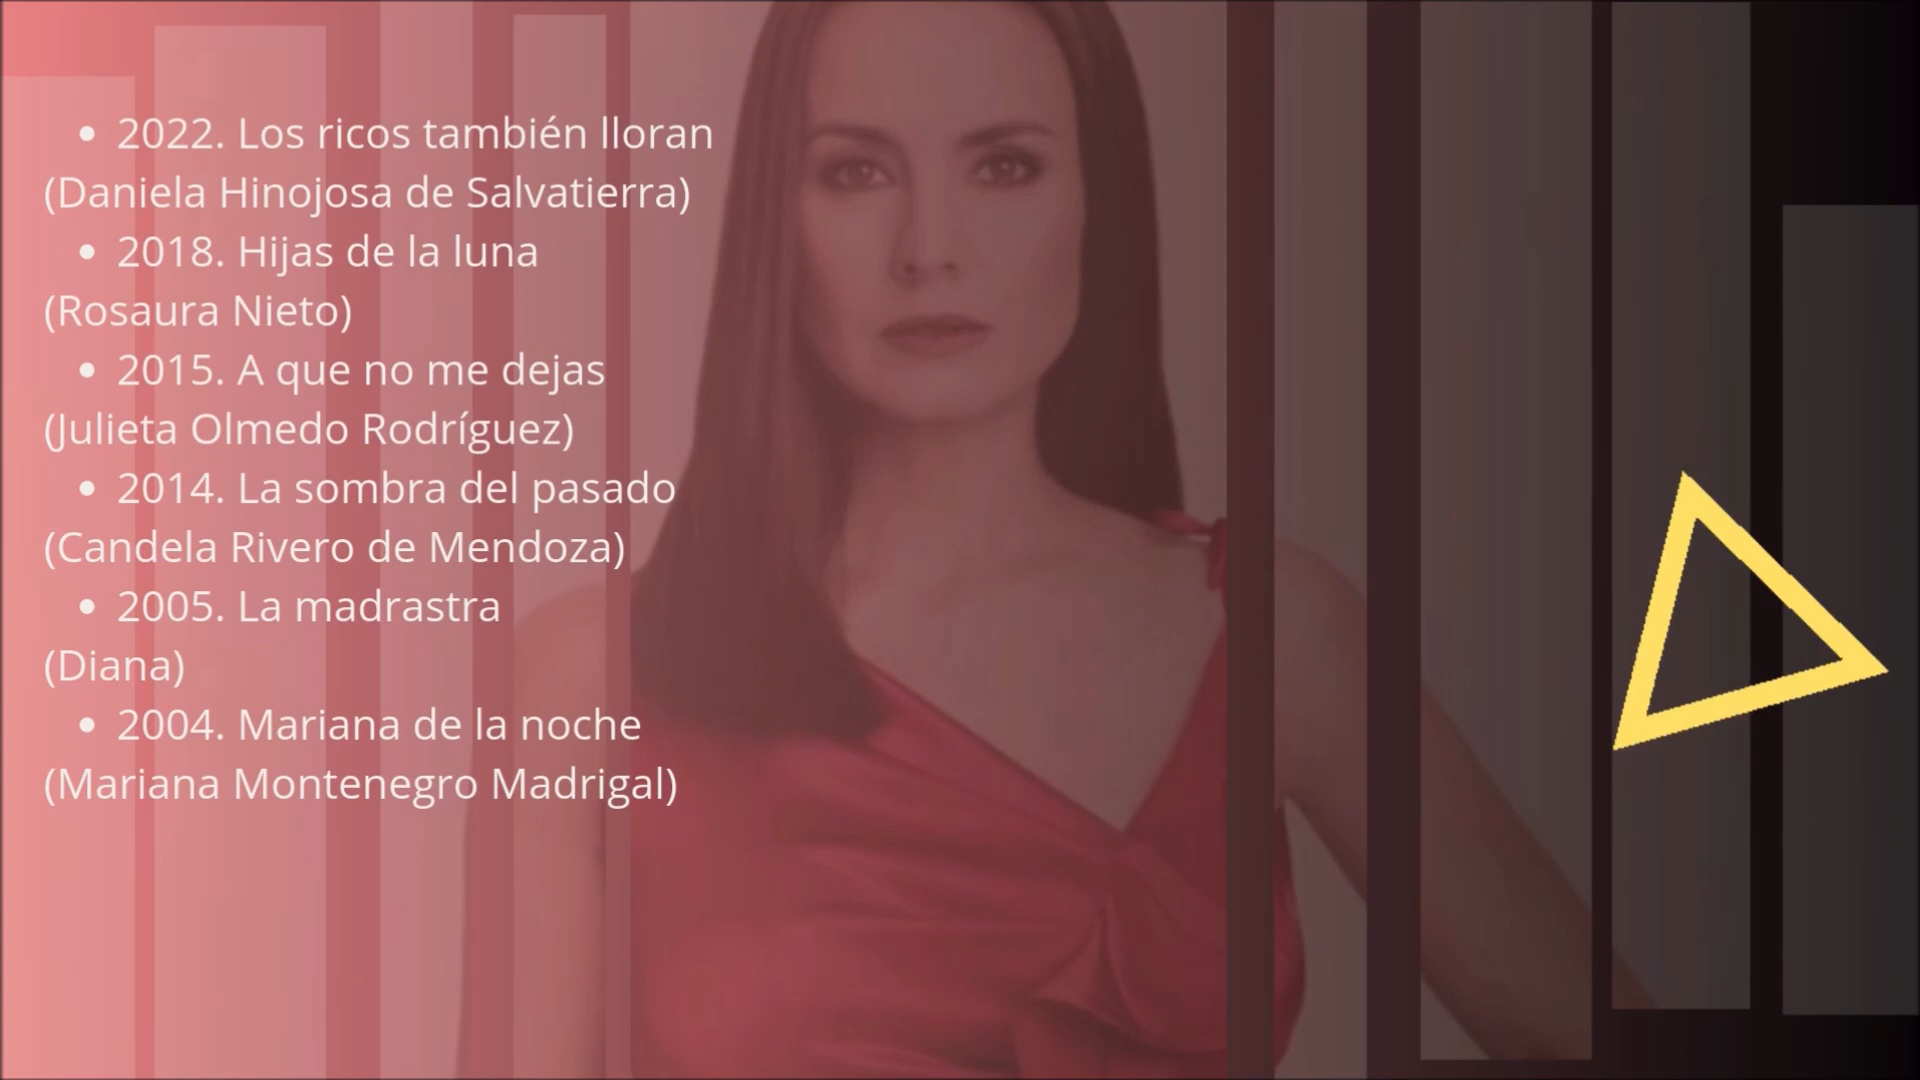 • 2022. Los ricos también lloran
(Daniela Hinojosa de Salvatierra)
• 2018. Hijas de la luna
(Rosaura Nieto)
• 2015. A que no me dejas
(Julieta Olmedo Rodríguez)
• 2014. La sombra del pasado
(Candela Rivero de Mendoza)
• 2005. La madrastra
(Diana)
• 2004. Mariana de la noche
(Mariana Montenegro Madrigal)